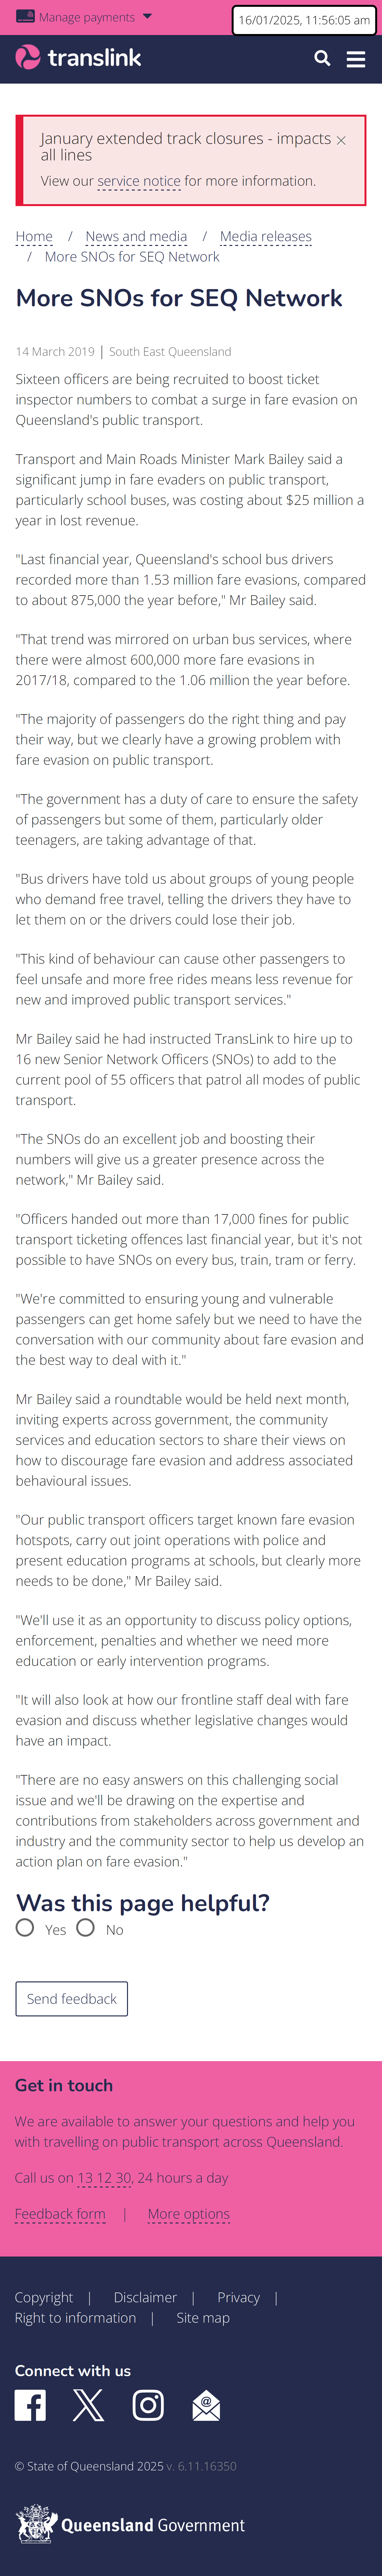 Manage payments
16/01/2025, 11:56:05 am
translink
January extended track closures - impacts
all lines
View our service notice for more information.
Home / News and media / Media releases
/ More SNOs for SEQ Network
More SNOs for SEQ Network
14 March 2019 | South East Queensland
Sixteen officers are being recruited to boost ticket
inspector numbers to combat a surge in fare evasion on
Queensland's public transport.
Transport and Main Roads Minister Mark Bailey said a
significant jump in fare evaders on public transport,
particularly school buses, was costing about $25 million a
year in lost revenue.
"Last financial year, Queensland's school bus drivers
recorded more than 1.53 million fare evasions, compared
to about 875,000 the year before," Mr Bailey said.
"That trend was mirrored on urban bus services, where
there were almost 600,000 more fare evasions in
2017/18, compared to the 1.06 million the year before.
"The majority of passengers do the right thing and pay
their way, but we clearly have a growing problem with
fare evasion on public transport.
"The government has a duty of care to ensure the safety
of passengers but some of them, particularly older
teenagers, are taking advantage of that.
"Bus drivers have told us about groups of young people
who demand free travel, telling the drivers they have to
let them on or the drivers could lose their job.
"This kind of behaviour can cause other passengers to
feel unsafe and more free rides means less revenue for
new and improved public transport services."
Mr Bailey said he had instructed TransLink to hire up to
16 new Senior Network Officers (SNOs) to add to the
current pool of 55 officers that patrol all modes of public
transport.
"The SNOs do an excellent job and boosting their
numbers will give us a greater presence across the
network," Mr Bailey said.
"Officers handed out more than 17,000 fines for public
transport ticketing offences last financial year, but it's not
possible to have SNOs on every bus, train, tram or ferry.
"We're committed to ensuring young and vulnerable
passengers can get home safely but we need to have the
conversation with our community about fare evasion and
the best way to deal with it."
Mr Bailey said a roundtable would be held next month,
inviting experts across government, the community
services and education sectors to share their views on
how to discourage fare evasion and address associated
behavioural issues.
"Our public transport officers target known fare evasion
hotspots, carry out joint operations with police and
present education programs at schools, but clearly more
needs to be done," Mr Bailey said.
"We'll use it as an opportunity to discuss policy options,
enforcement, penalties and whether we need more
education or early intervention programs.
"It will also look at how our frontline staff deal with fare
evasion and discuss whether legislative changes would
have an impact.
"There are no easy answers on this challenging social
issue and we'll be drawing on the expertise and
contributions from stakeholders across government and
industry and the community sector to help us develop an
action plan on fare evasion."
Was this page helpful?
Yes No
Send feedback
Get in touch
We are available to answer your questions and help you
with travelling on public transport across Queensland.
Call us on 13 12 30, 24 hours a day
Feedback form | More options
Copyright | Disclaimer | Privacy |
Right to information | Site map
Connect with us
© State of Queensland 2025 v. 6.11.16350
Queensland Government